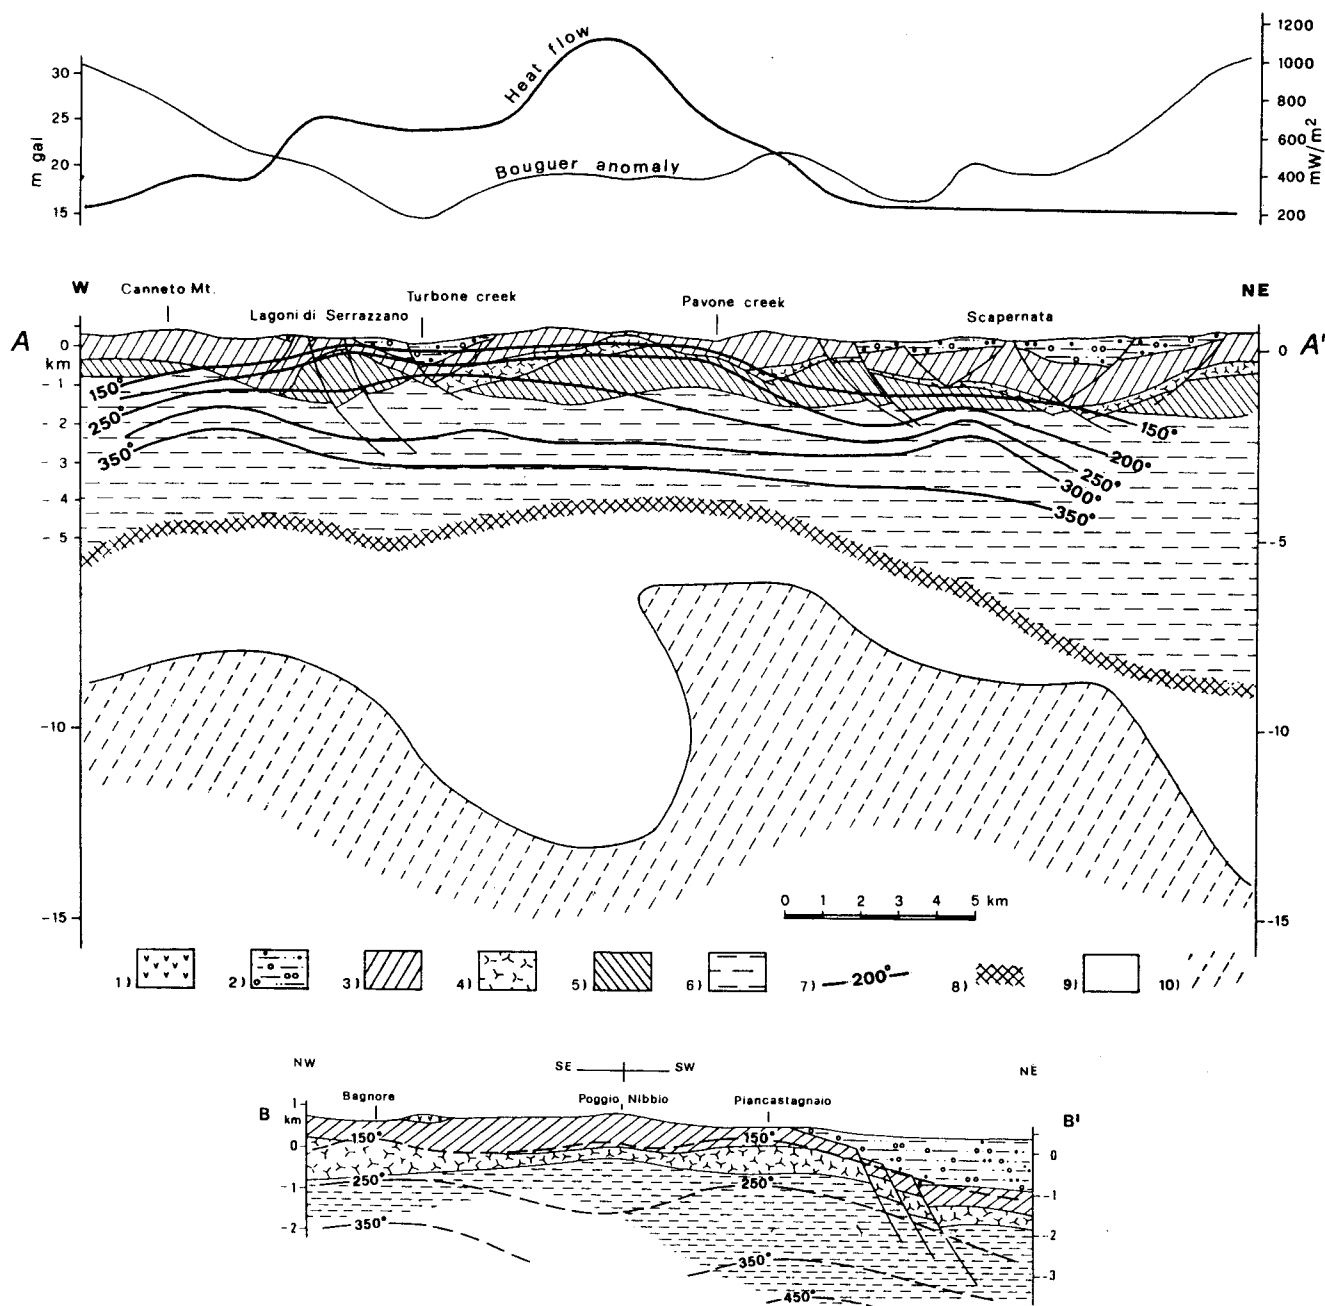 1200
1000
800
600
400
200
mW/m²
30
25
20
15
m gal
Heat flow
Bouguer anomaly
W
Canneto Mt.
Lagoni di Serrazzano
Turbone creek
Pavone creek
Scapernata
NE
A
A'
0
km
- 1
- 2
- 3
- 4
- 5
-10
-15
0
-5
-10
-15
150°
250°
350°
150°
200°
250°
300°
350°
0 1 2 3 4 5 km
1)
2)
3)
4)
5)
6)
7) 200°
8)
9)
10)
NW
SE
SW
NE
B
B'
Bagnore
Poggio Nibbio
Piancastagnaio
1
km
0
-1
-2
0
-1
-2
-3
150°
250°
350°
150°
250°
350°
450°